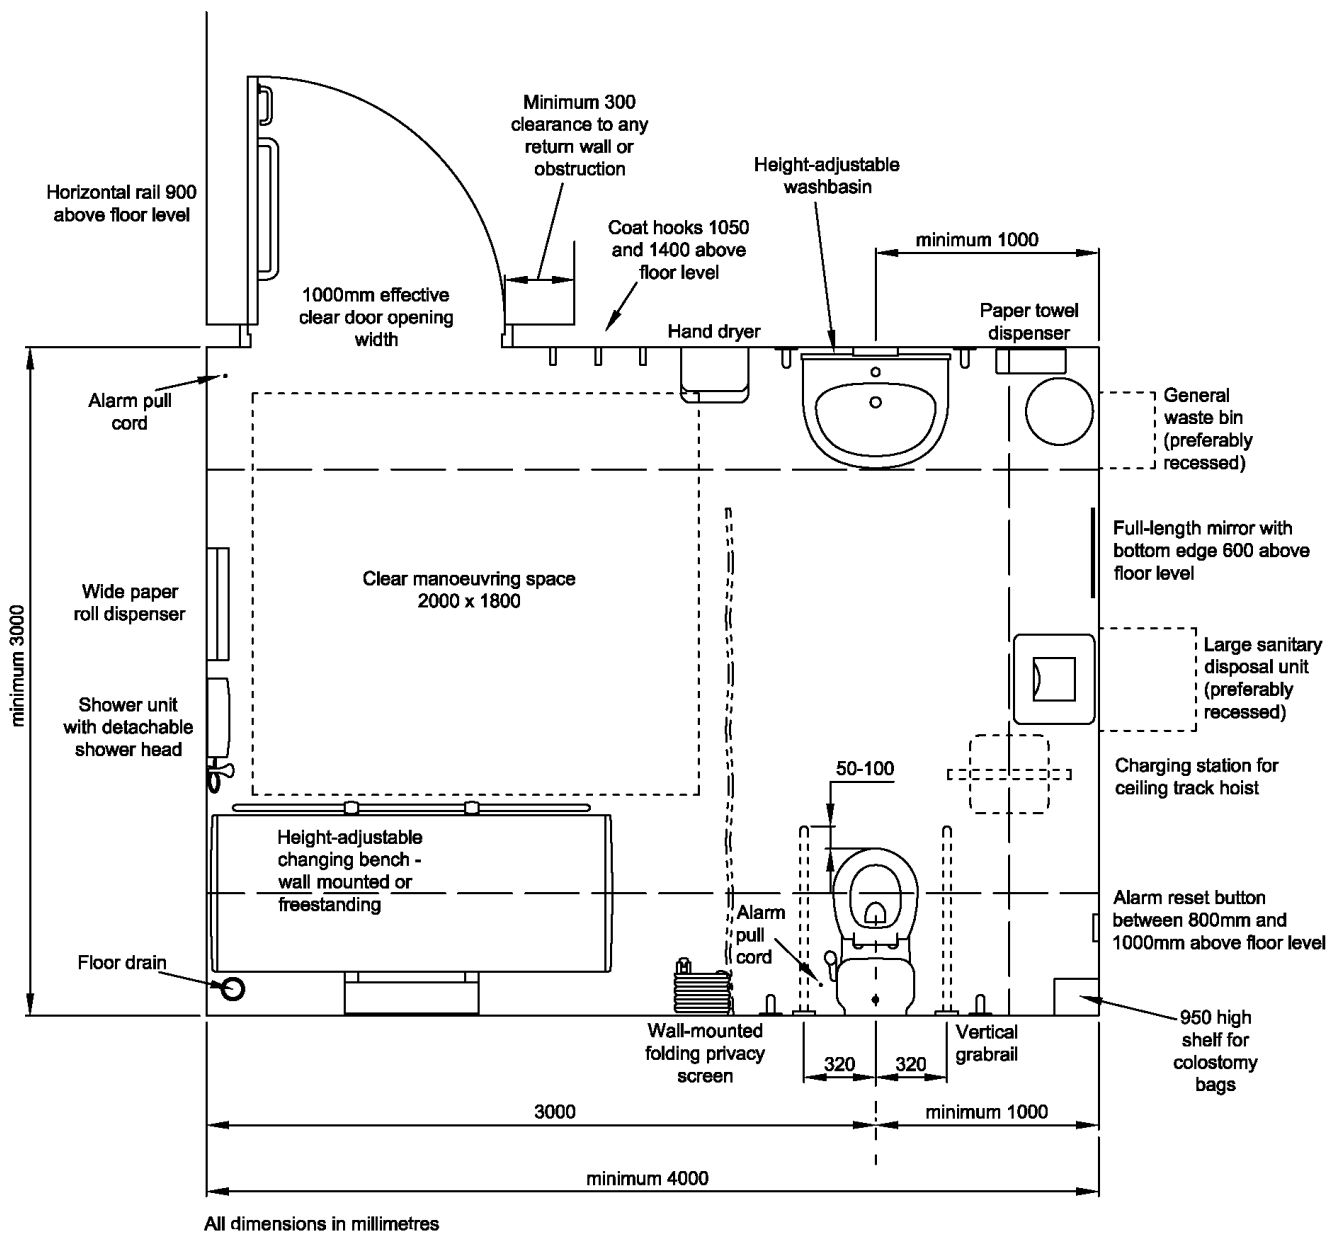 Minimum 300
clearance to any
return wall or
obstruction
Height-adjustable
washbasin
Horizontal rail 900
above floor level
Coat hooks 1050
and 1400 above
floor level
minimum 1000
1000mm effective
clear door opening
width
Hand dryer
Paper towel
dispenser
Alarm pull
cord
General
waste bin
(preferably
recessed)
Full-length mirror with
bottom edge 600 above
floor level
Clear manoeuvring space
2000 x 1800
Wide paper
roll dispenser
minimum 3000
Large sanitary
disposal unit
(preferably
recessed)
Shower unit
with detachable
shower head
50-100
Charging station for
ceiling track hoist
Height-adjustable
changing bench -
wall mounted or
freestanding
Alarm
pull
cord
Alarm reset button
between 800mm and
1000mm above floor level
Floor drain
Wall-mounted
folding privacy
screen
320
320
Vertical
grabrail
950 high
shelf for
colostomy
bags
3000
minimum 1000
minimum 4000
All dimensions in millimetres